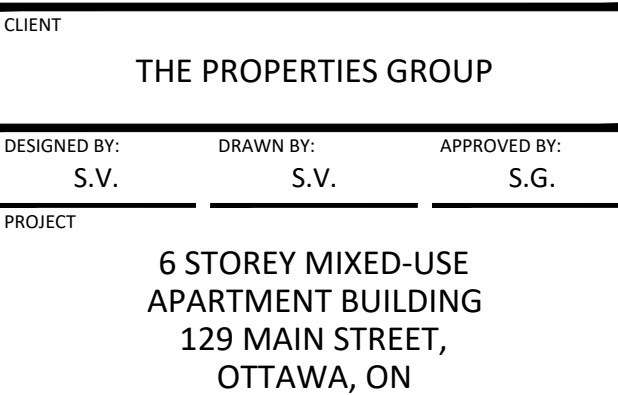 CLIENT
THE PROPERTIES GROUP
DESIGNED BY: DRAWN BY: APPROVED BY:
S.V. S.V. S.G.
PROJECT
6 STOREY MIXED-USE
APARTMENT BUILDING
129 MAIN STREET,
OTTAWA, ON